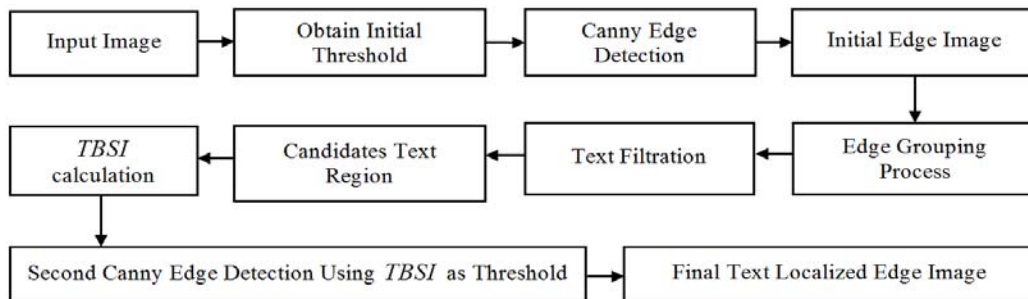 Input Image
Obtain Initial
Threshold
Canny Edge
Detection
Initial Edge Image
Edge Grouping
Process
Text Filtration
Candidates Text
Region
TBSI
calculation
Second Canny Edge Detection Using TBSI as Threshold
Final Text Localized Edge Image